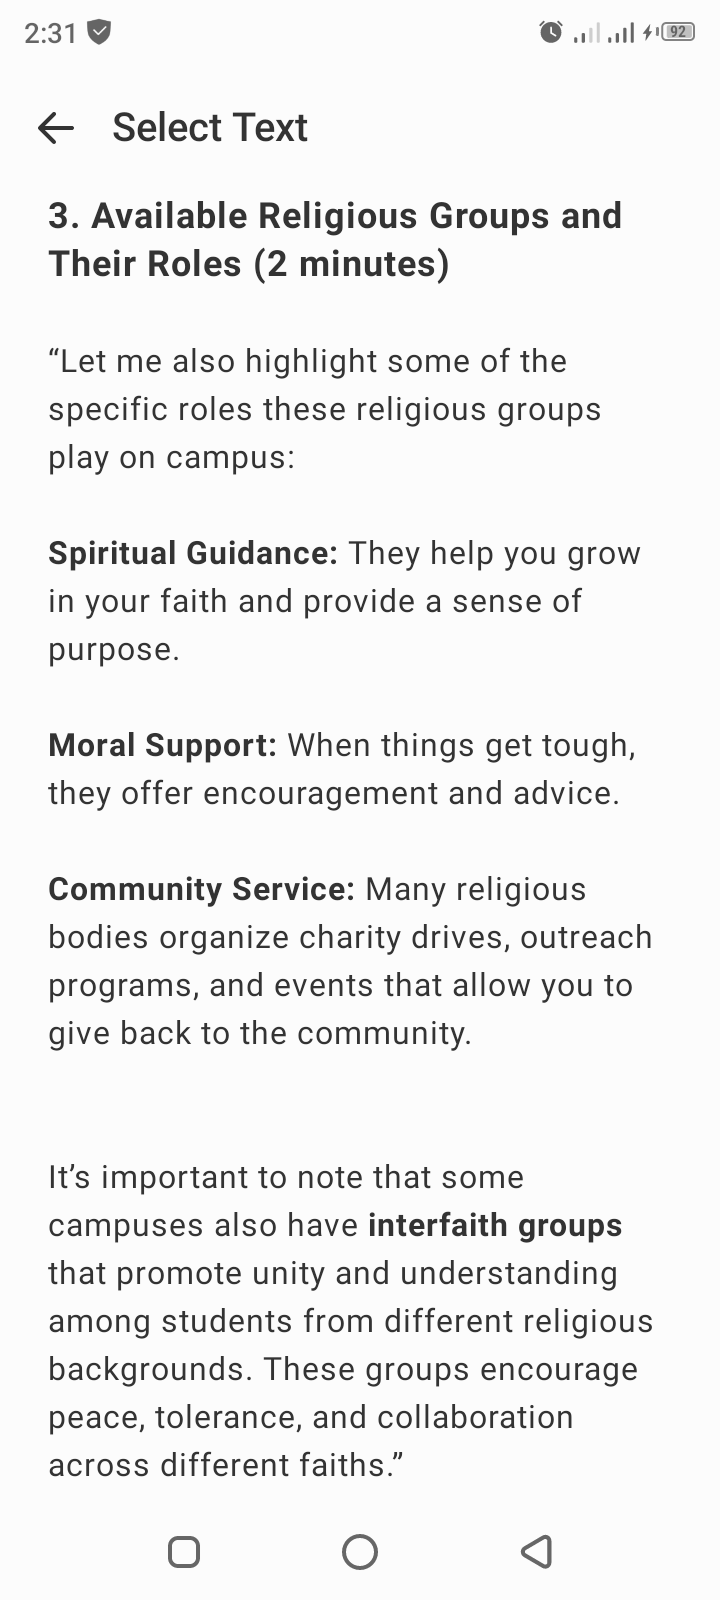 2:31
92
Select Text
3. Available Religious Groups and
Their Roles (2 minutes)
“Let me also highlight some of the
specific roles these religious groups
play on campus:
Spiritual Guidance: They help you grow
in your faith and provide a sense of
purpose.
Moral Support: When things get tough,
they offer encouragement and advice.
Community Service: Many religious
bodies organize charity drives, outreach
programs, and events that allow you to
give back to the community.
It’s important to note that some
campuses also have interfaith groups
that promote unity and understanding
among students from different religious
backgrounds. These groups encourage
peace, tolerance, and collaboration
across different faiths.”